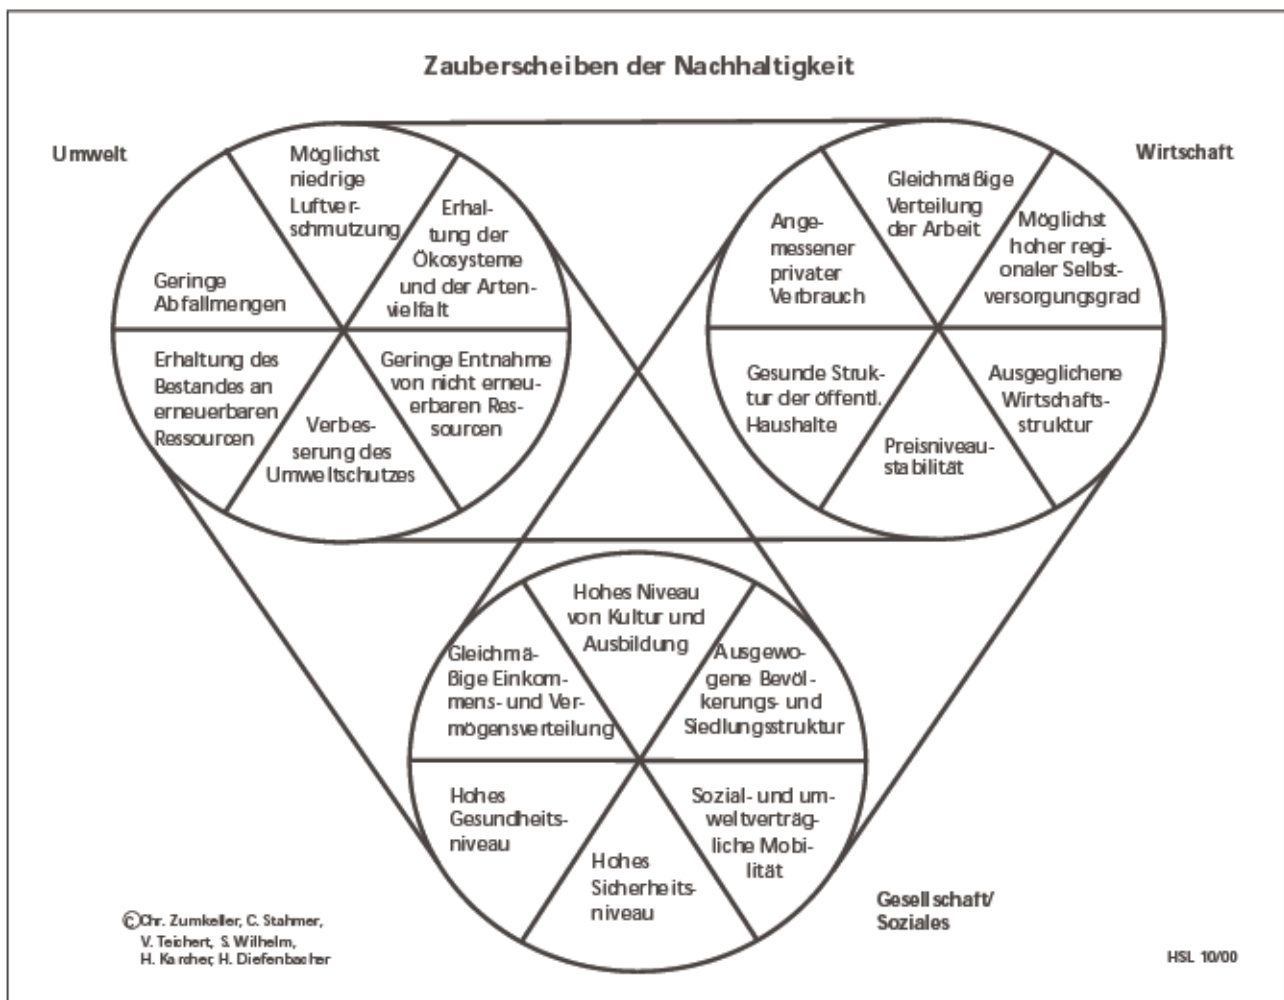 Zauberscheiben der Nachhaltigkeit
Umwelt
Möglichst
niedrige
Luftver-
schmutzung
Erhal-
tung der
Ökosysteme
und der Arten-
vielfalt
Geringe
Abfallmengen
Erhaltung des
Bestandes an
erneuerbaren
Ressourcen
Verbes-
serung des
Umweltschutzes
Geringe Entnahme
von nicht erneu-
erbaren Res-
sourcen
Wirtschaft
Gleichmäßige
Verteilung
der Arbeit
Ange-
messener
privater
Verbrauch
Möglichst
hoher regi-
onaler Selbst-
versorgungsgrad
Gesunde Struk-
tur der öffentl.
Haushalte
Preisniveau-
stabilität
Ausgeglichene
Wirtschafts-
struktur
Hohes Niveau
von Kultur und
Ausbildung
Gleichmä-
ßige Einkom-
mens- und Ver-
mögensverteilung
Ausgewo-
gene Bevöl-
kerungs- und
Siedlungsstruktur
Hohes
Gesundheits-
niveau
Hohes
Sicherheits-
niveau
Sozial- und um-
weltverträg-
liche Mobi-
lität
Gesellschaft/
Soziales
© Chr. Zumkeller, C. Stahmer,
V. Teichert, S. Wilhelm,
H. Karcher, H. Diefenbacher
HSL 10/00